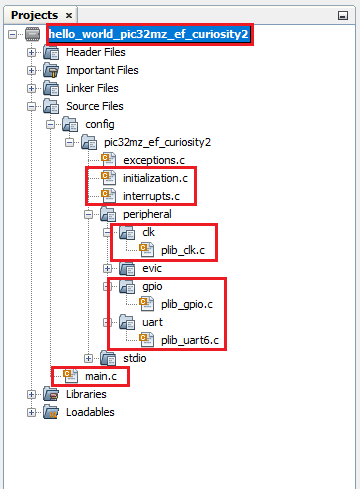 Projects
hello_world_pic32mz_ef_curiosity2
Header Files
Important Files
Linker Files
Source Files
config
pic32mz_ef_curiosity2
exceptions.c
initialization.c
interrupts.c
peripheral
clk
plib_clk.c
evic
gpio
plib_gpio.c
uart
plib_uart6.c
stdio
main.c
Libraries
Loadables